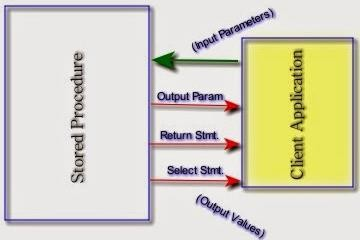 (Input Parameters)
Stored Procedure
Output Param
Return Stmt.
Select Stmt.
Client Application
(Output Values)